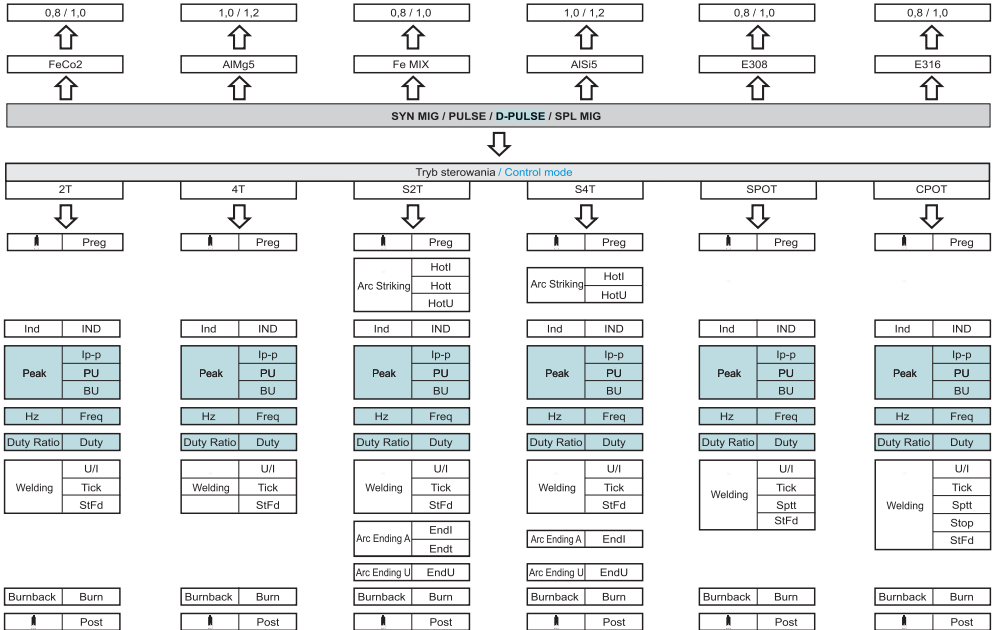 0,8 / 1,0 1,0 / 1,2 0,8 / 1,0 1,0 / 1,2 0,8 / 1,0 0,8 / 1,0
FeCo2 AlMg5 Fe MIX AlSi5 E308 E316
SYN MIG / PULSE / D-PULSE / SPL MIG
Tryb sterowania / Control mode
2T 4T S2T S4T SPOT CPOT
Preg Preg Preg Preg Preg Preg
Arc Striking HotI Hott HotU
Arc Striking HotI HotU
Ind IND Ind IND Ind IND Ind IND Ind IND
Peak Ip-p PU BU
Peak Ip-p PU BU
Peak Ip-p PU BU
Peak Ip-p PU BU
Peak Ip-p PU BU
Peak Ip-p PU BU
Hz Freq Hz Freq Hz Freq Hz Freq Hz Freq Hz Freq
Duty Ratio Duty Duty Ratio Duty Duty Ratio Duty Duty Ratio Duty Duty Ratio Duty Duty Ratio Duty
Welding U/I Tick StFd
Welding U/I Tick StFd
Welding U/I Tick StFd
Welding U/I Tick StFd
Welding U/I Tick Sptt StFd
Welding U/I Tick Sptt Stop StFd
Arc Ending A EndI Endt
Arc Ending A EndI
Arc Ending U EndU Arc Ending U EndU
Burnback Burn Burnback Burn Burnback Burn Burnback Burn Burnback Burn Burnback Burn
Post Post Post Post Post Post